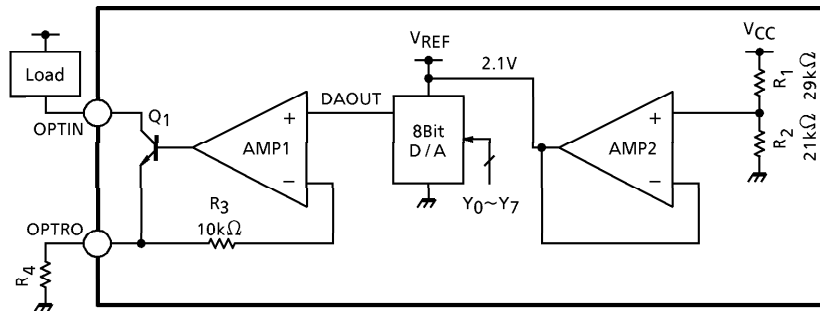 Load
OPTIN
Q1
AMP1
+
−
DAOUT
VREF
8Bit
D/A
Y0~Y7
2.1V
AMP2
+
−
VCC
R1
29kΩ
R2
21kΩ
R3
10kΩ
OPTRO
R4